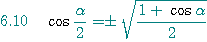 6.10 cos α/2 = ± √((1 + cos α)/2)